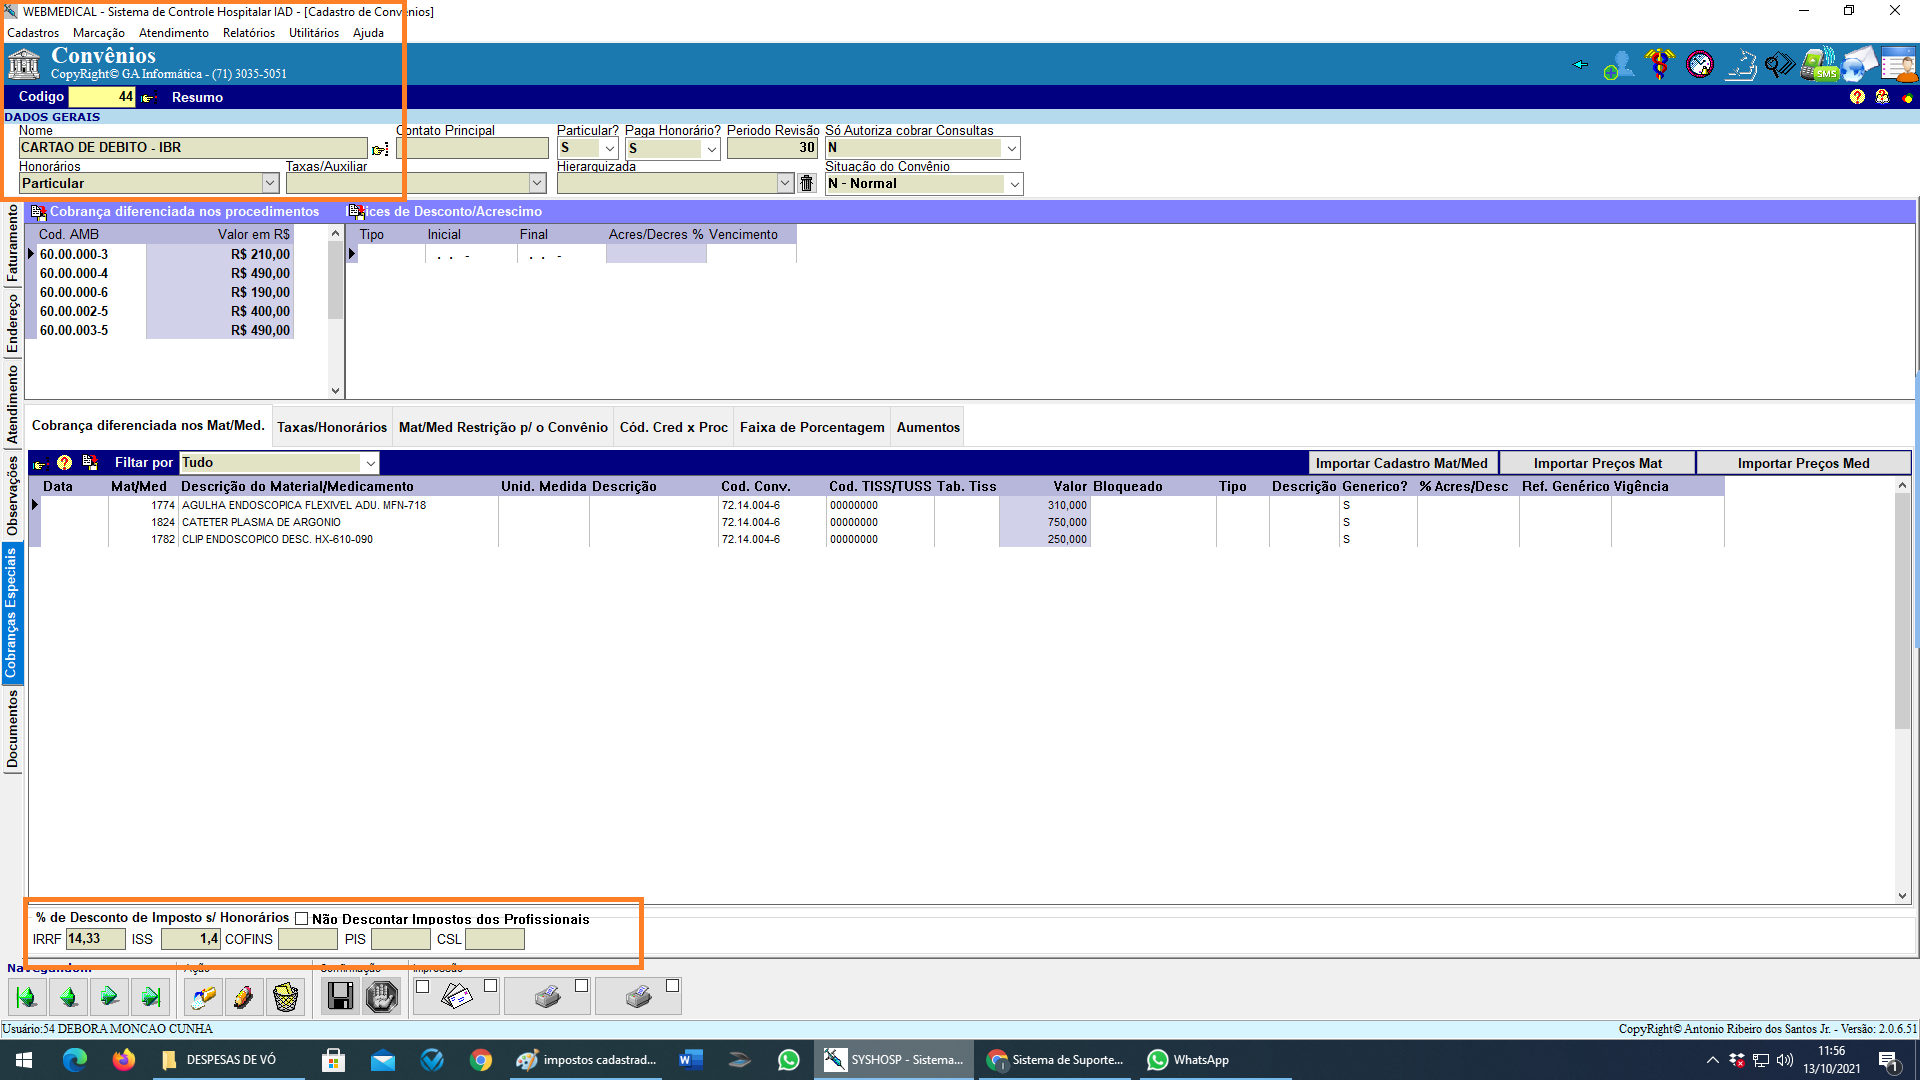 WEBMEDICAL - Sistema de Controle Hospitalar IAD - [Cadastro de Convenios]
Cadastros Marcação Atendimento Relatórios Utilitários Ajuda
Convênios
CopyRight© GA Informática - (71) 3035-5051
SMS
Codigo 44 Resumo
DADOS GERAIS
Nome Contato Principal Particular? Paga Honorário? Periodo Revisão Só Autoriza cobrar Consultas
CARTAO DE DEBITO - IBR S S 30 N
Honorários Taxas/Auxiliar Hierarquizada Situação do Convênio
Particular N - Normal
Cobrança diferenciada nos procedimentos ices de Desconto/Acrescimo
Cod. AMB Valor em R$ Tipo Inicial Final Acres/Decres % Vencimento
60.00.000-3 R$ 210,00 . . - . . -
60.00.000-4 R$ 490,00
60.00.000-6 R$ 190,00
60.00.002-5 R$ 400,00
60.00.003-5 R$ 490,00
Faturamento
Endereço
Atendimento
Observações
Cobranças Especiais
Documentos
Cobrança diferenciada nos Mat/Med. Taxas/Honorários Mat/Med Restrição p/ o Convênio Cód. Cred x Proc Faixa de Porcentagem Aumentos
Filtar por Tudo Importar Cadastro Mat/Med Importar Preços Mat Importar Preços Med
Data Mat/Med Descrição do Material/Medicamento Unid. Medida Descrição Cod. Conv. Cod. TISS/TUSS Tab. Tiss Valor Bloqueado Tipo Descrição Generico? % Acres/Desc Ref. Genérico Vigência
1774 AGULHA ENDOSCOPICA FLEXIVEL ADU. MFN-718 72.14.004-6 00000000 310,000 S
1824 CATETER PLASMA DE ARGONIO 72.14.004-6 00000000 750,000 S
1782 CLIP ENDOSCOPICO DESC. HX-610-090 72.14.004-6 00000000 250,000 S
% de Desconto de Imposto s/ Honorários Não Descontar Impostos dos Profissionais
IRRF 14,33 ISS 1,4 COFINS PIS CSL
Navegando... Ação Confirmação Impressão
Usuário:54 DEBORA MONCAO CUNHA CopyRight© Antonio Ribeiro dos Santos Jr. - Versão: 2.0.6.51
DESPESAS DE VÓ impostos cadastrad... SYSHOSP - Sistema... Sistema de Suporte... WhatsApp
11:56
13/10/2021
1